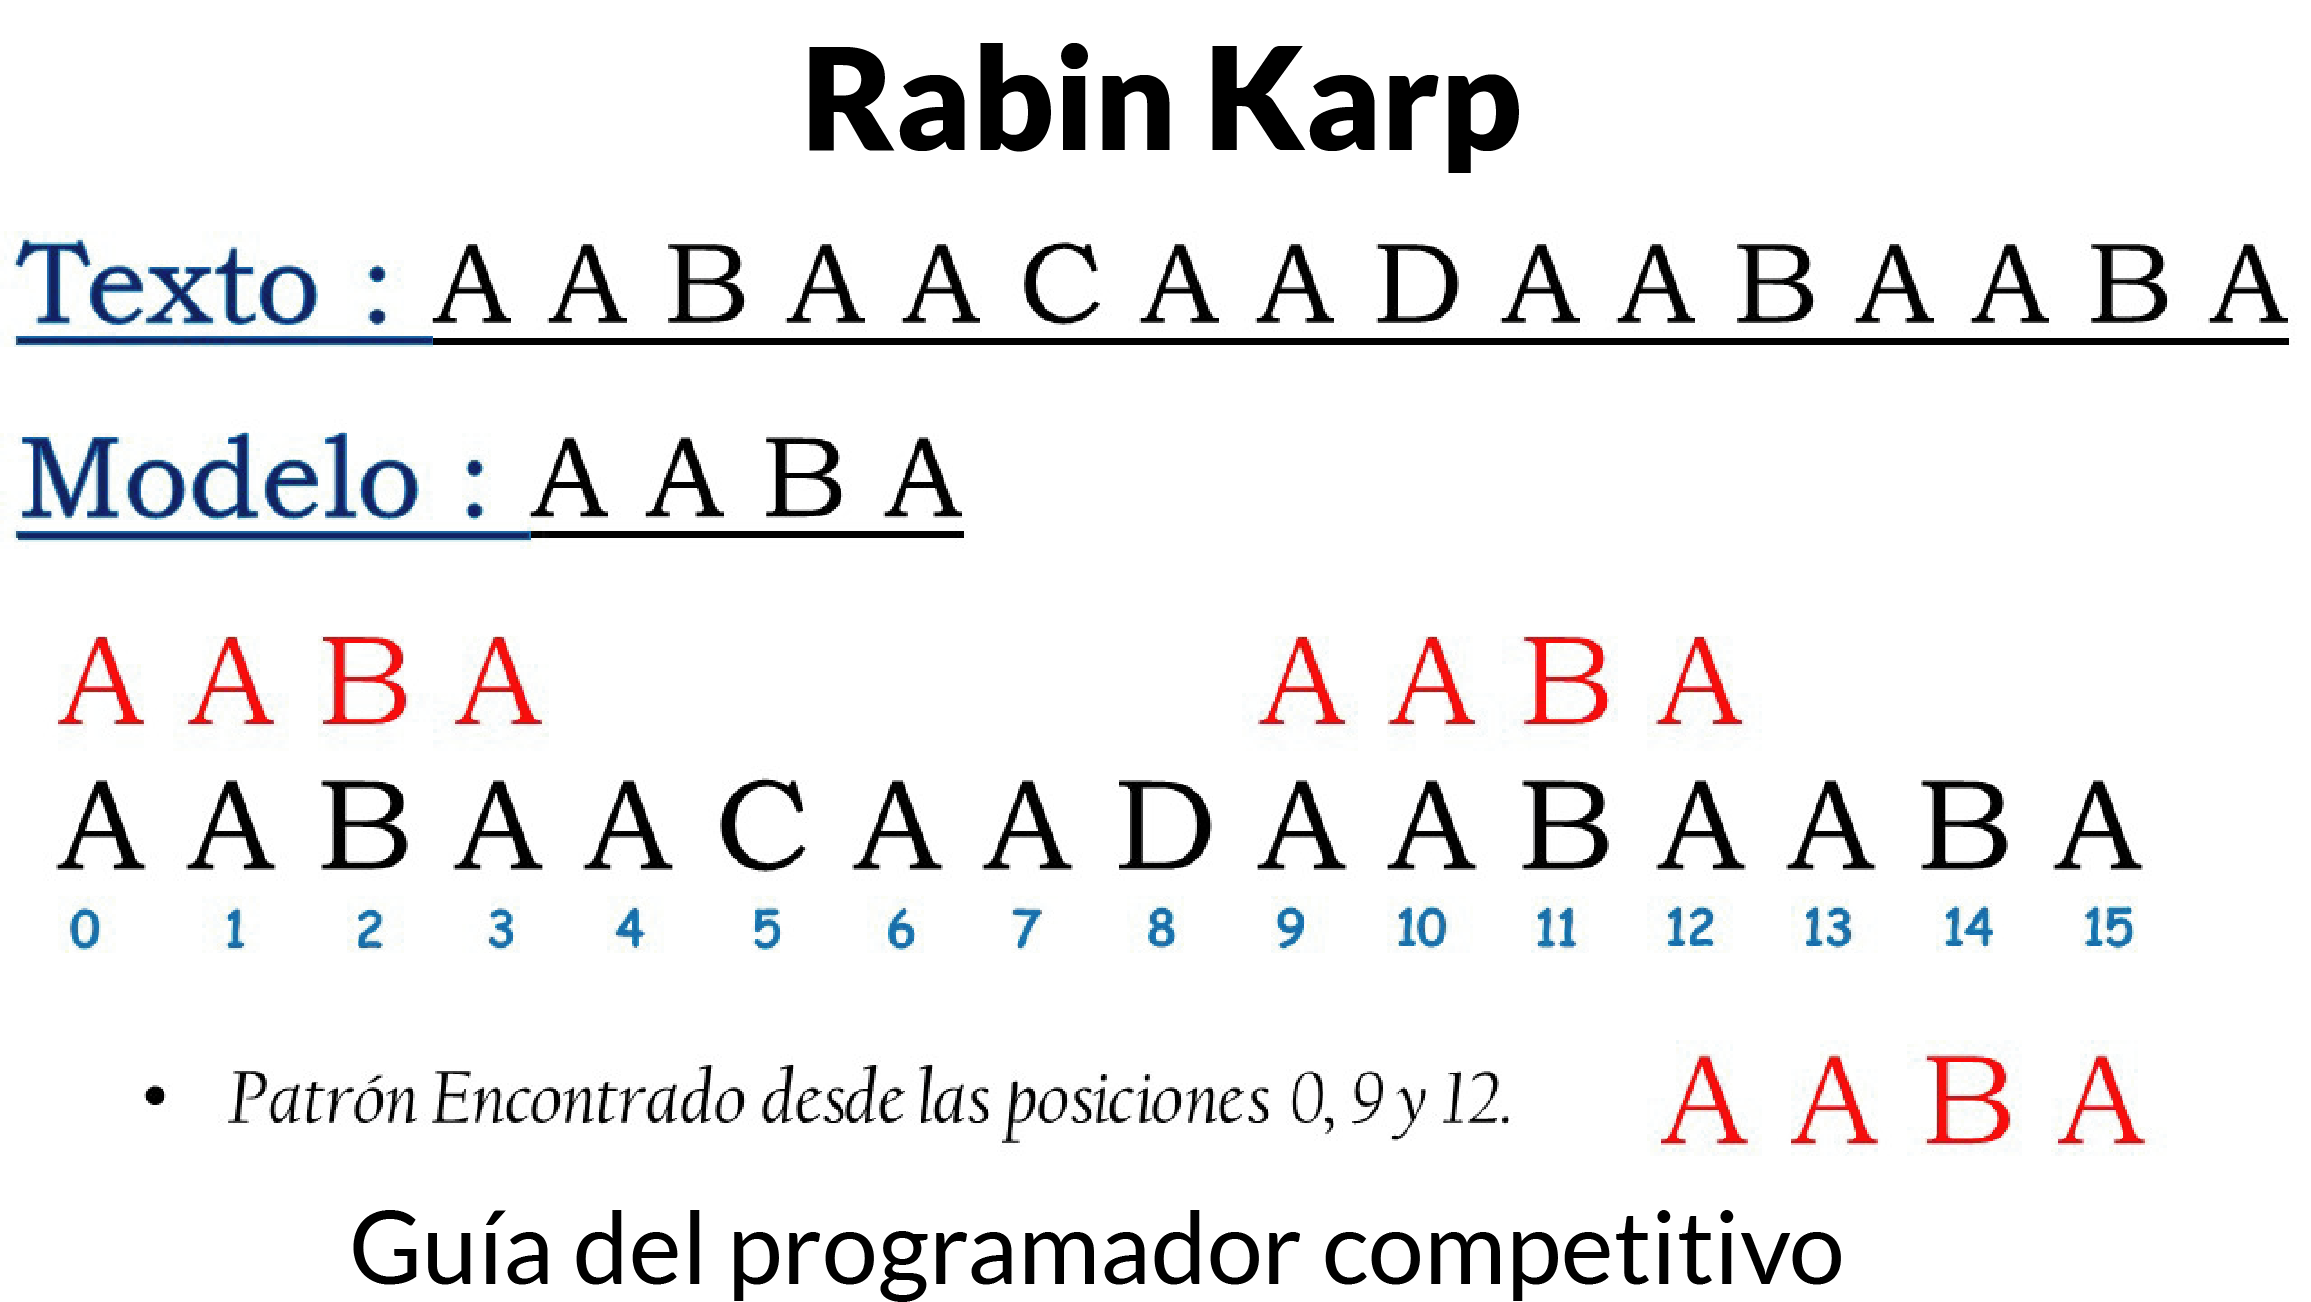 Rabin Karp
Texto : A A B A A C A A D A A B A A B A
Modelo : A A B A
A A B A A A B A
A A B A A C A A D A A B A A B A
0 1 2 3 4 5 6 7 8 9 10 11 12 13 14 15
• Patrón Encontrado desde las posiciones 0, 9 y 12. A A B A
Guía del programador competitivo